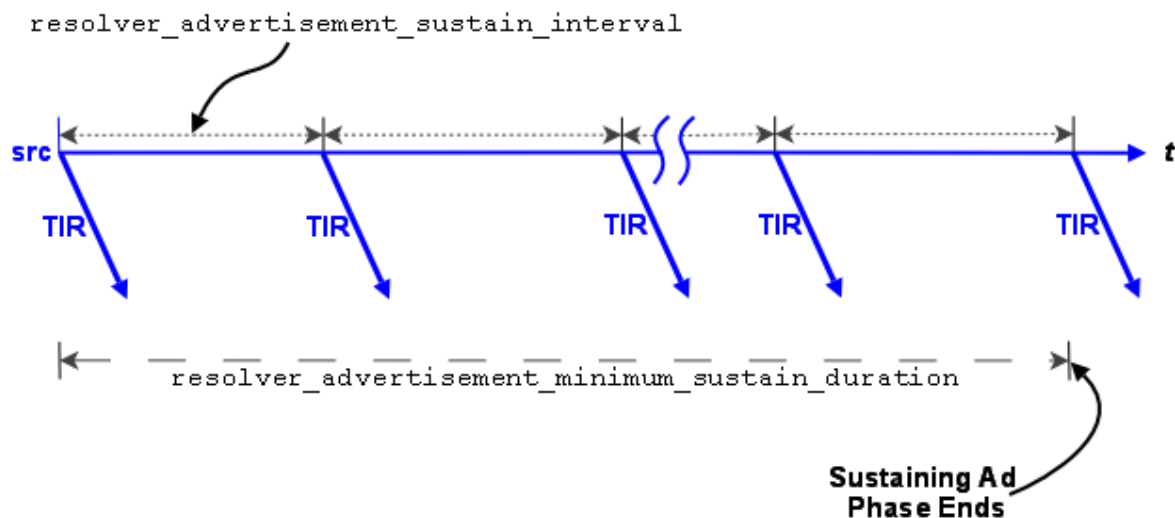 resolver_advertisement_sustain_interval
src
t
TIR
TIR
TIR
TIR
TIR
resolver_advertisement_minimum_sustain_duration
Sustaining Ad
Phase Ends